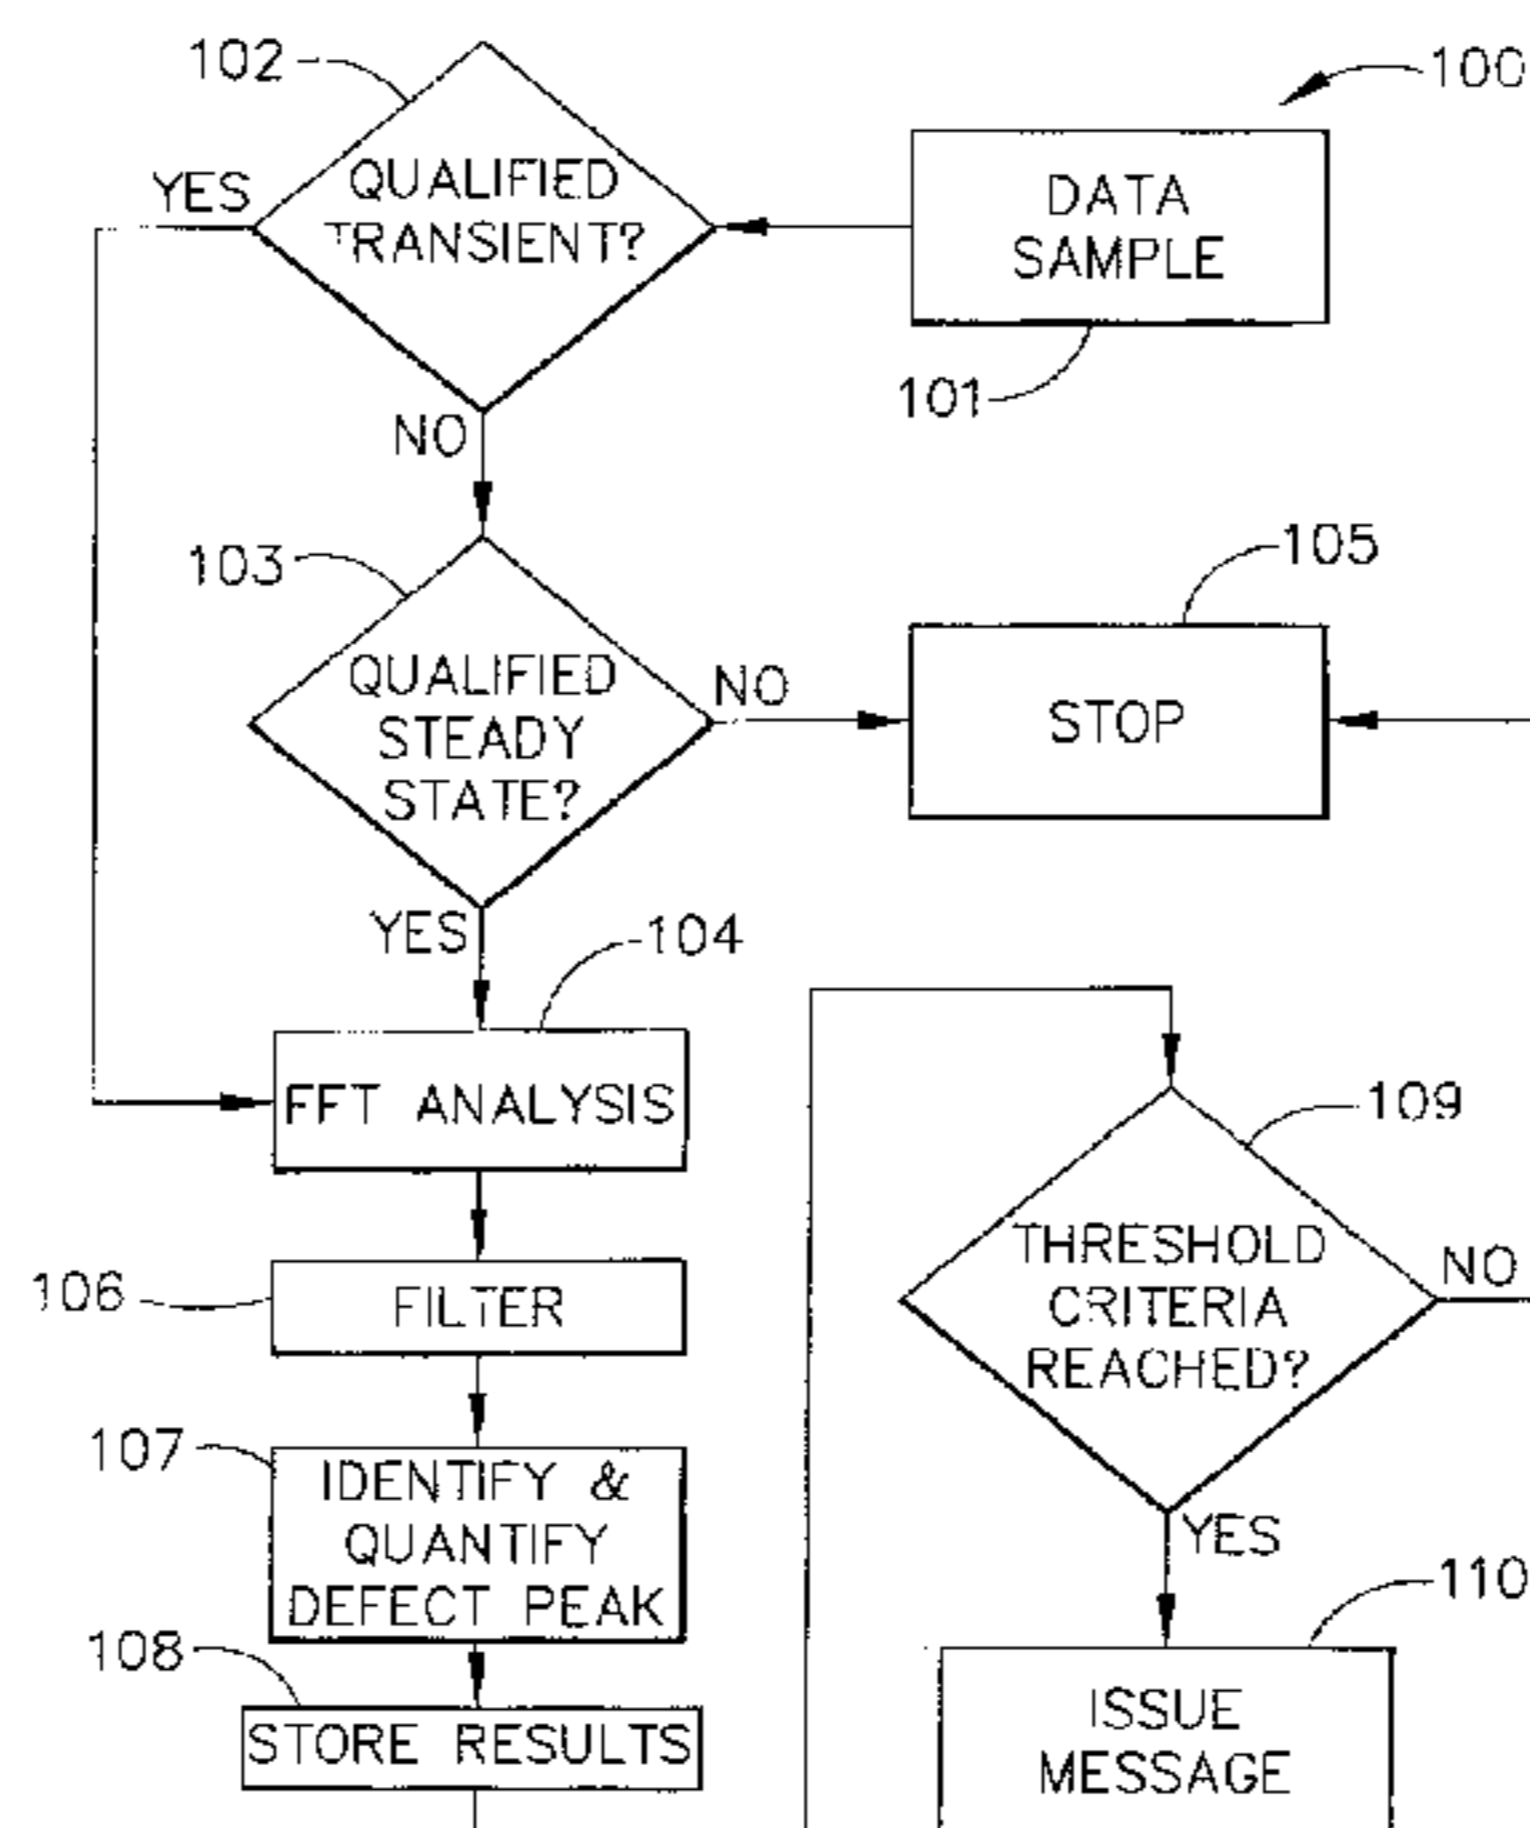 102
100
YES
QUALIFIED
TRANSIENT?
DATA
SAMPLE
101
NO
103
105
QUALIFIED
STEADY
STATE?
NO
STOP
YES
104
FFT ANALYSIS
109
106
FILTER
THRESHOLD
CRITERIA
REACHED?
NO
107
IDENTIFY &
QUANTIFY
DEFECT PEAK
YES
110
108
STORE RESULTS
ISSUE
MESSAGE